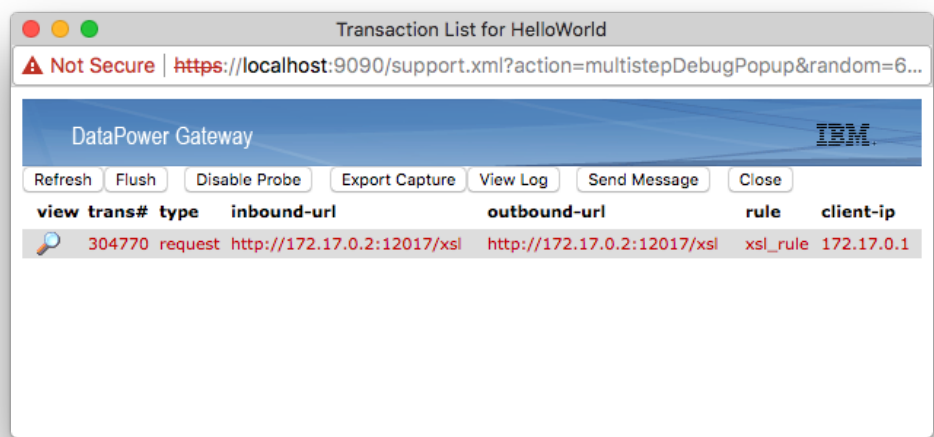 Transaction List for HelloWorld
Not Secure | https://localhost:9090/support.xml?action=multistepDebugPopup&random=6...
DataPower Gateway IBM.
Refresh Flush Disable Probe Export Capture View Log Send Message Close
view trans# type inbound-url outbound-url rule client-ip
304770 request http://172.17.0.2:12017/xsl http://172.17.0.2:12017/xsl xsl_rule 172.17.0.1